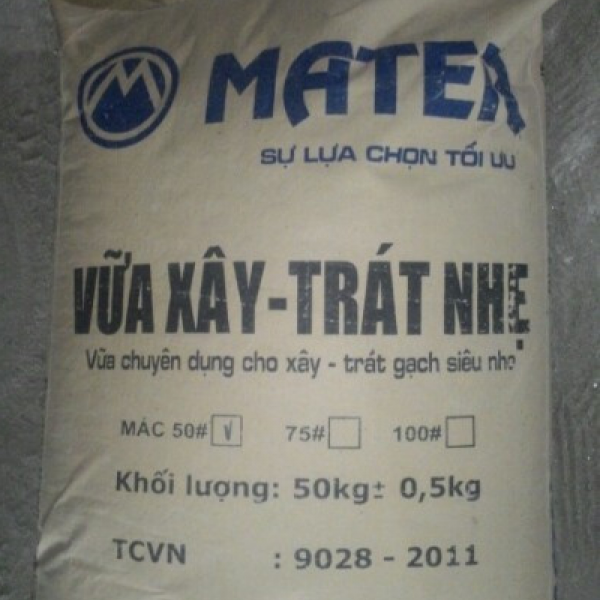 MATEX
SỰ LỰA CHỌN TỐI ƯU
VỮA XÂY-TRÁT NHẸ
Vữa chuyên dụng cho xây - trát gạch siêu nhẹ
MÁC 50# V 75# 100#
Khối lượng: 50kg± 0,5kg
TCVN : 9028 - 2011